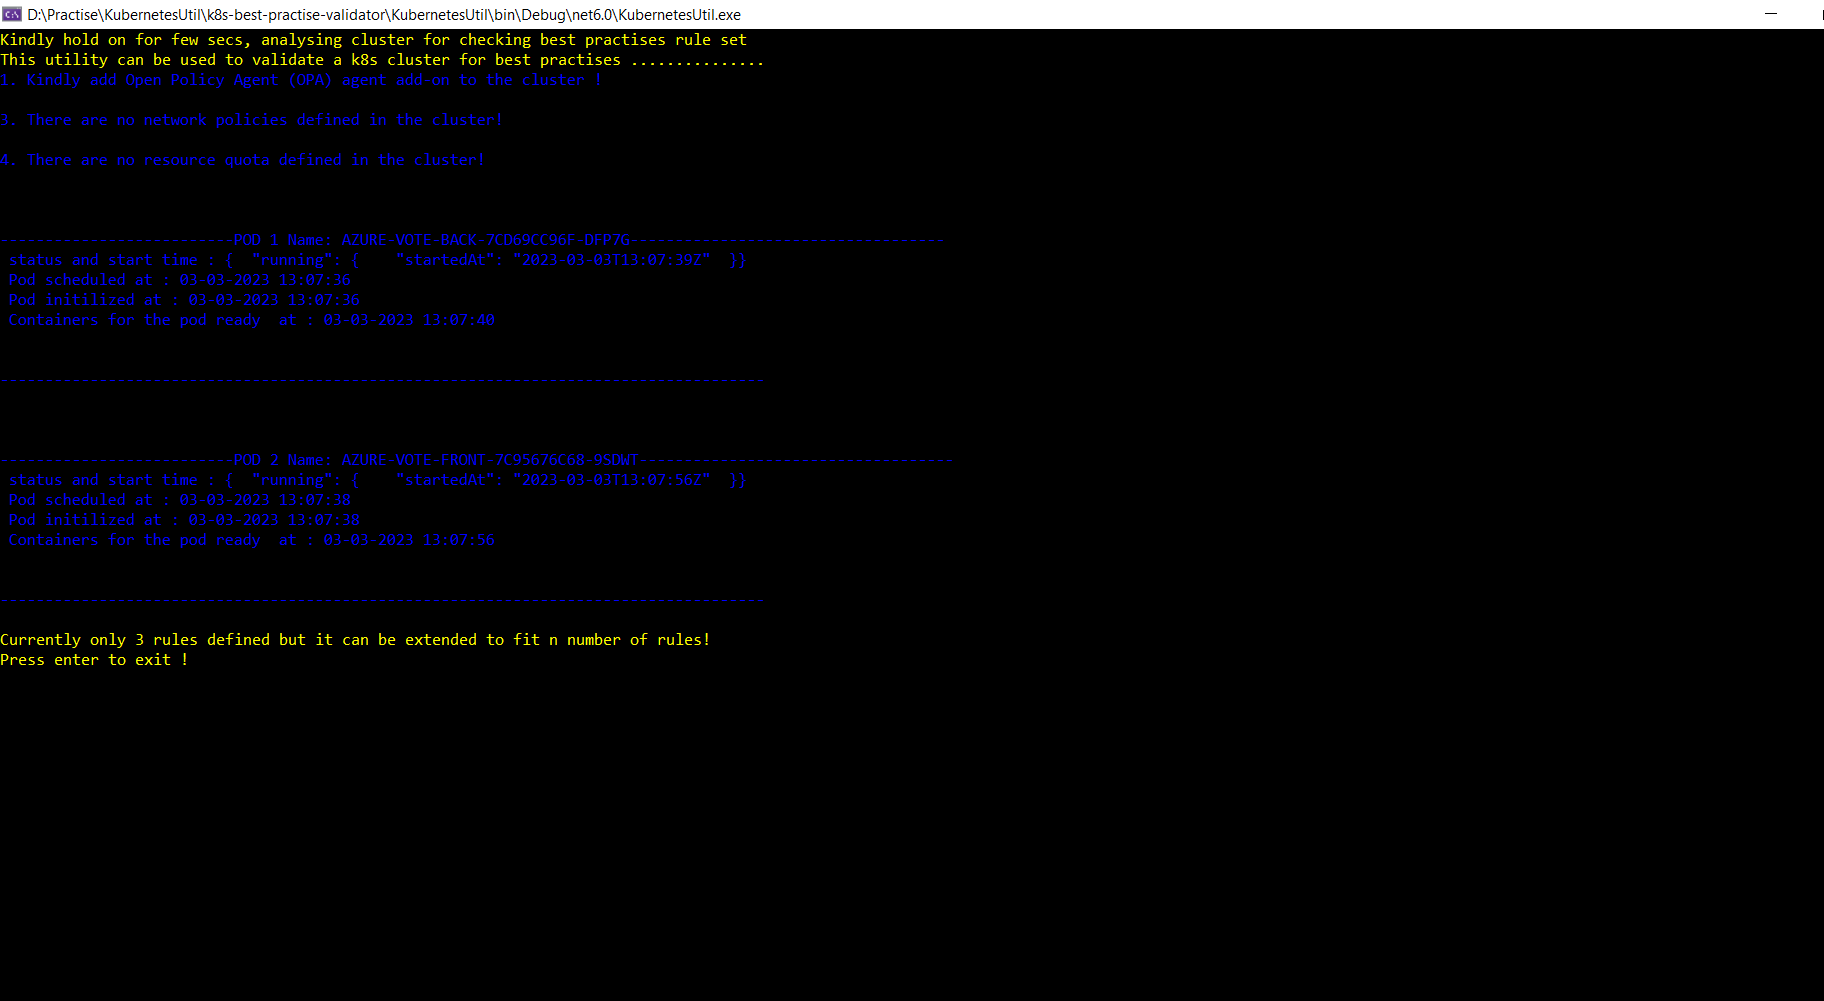 D:\Practise\KubernetesUtil\k8s-best-practise-validator\KubernetesUtil\bin\Debug\net6.0\KubernetesUtil.exe
Kindly hold on for few secs, analysing cluster for checking best practises rule set
This utility can be used to validate a k8s cluster for best practises ...............
1. Kindly add Open Policy Agent (OPA) agent add-on to the cluster !
3. There are no network policies defined in the cluster!
4. There are no resource quota defined in the cluster!
--------------------------POD 1 Name: AZURE-VOTE-BACK-7CD69CC96F-DFP7G-----------------------------------
status and start time : {  "running": {    "startedAt": "2023-03-03T13:07:39Z"  }}
Pod scheduled at : 03-03-2023 13:07:36
Pod initilized at : 03-03-2023 13:07:36
Containers for the pod ready  at : 03-03-2023 13:07:40
-------------------------------------------------------------------------------------
--------------------------POD 2 Name: AZURE-VOTE-FRONT-7C95676C68-9SDWT-----------------------------------
status and start time : {  "running": {    "startedAt": "2023-03-03T13:07:56Z"  }}
Pod scheduled at : 03-03-2023 13:07:38
Pod initilized at : 03-03-2023 13:07:38
Containers for the pod ready  at : 03-03-2023 13:07:56
-------------------------------------------------------------------------------------
Currently only 3 rules defined but it can be extended to fit n number of rules!
Press enter to exit !